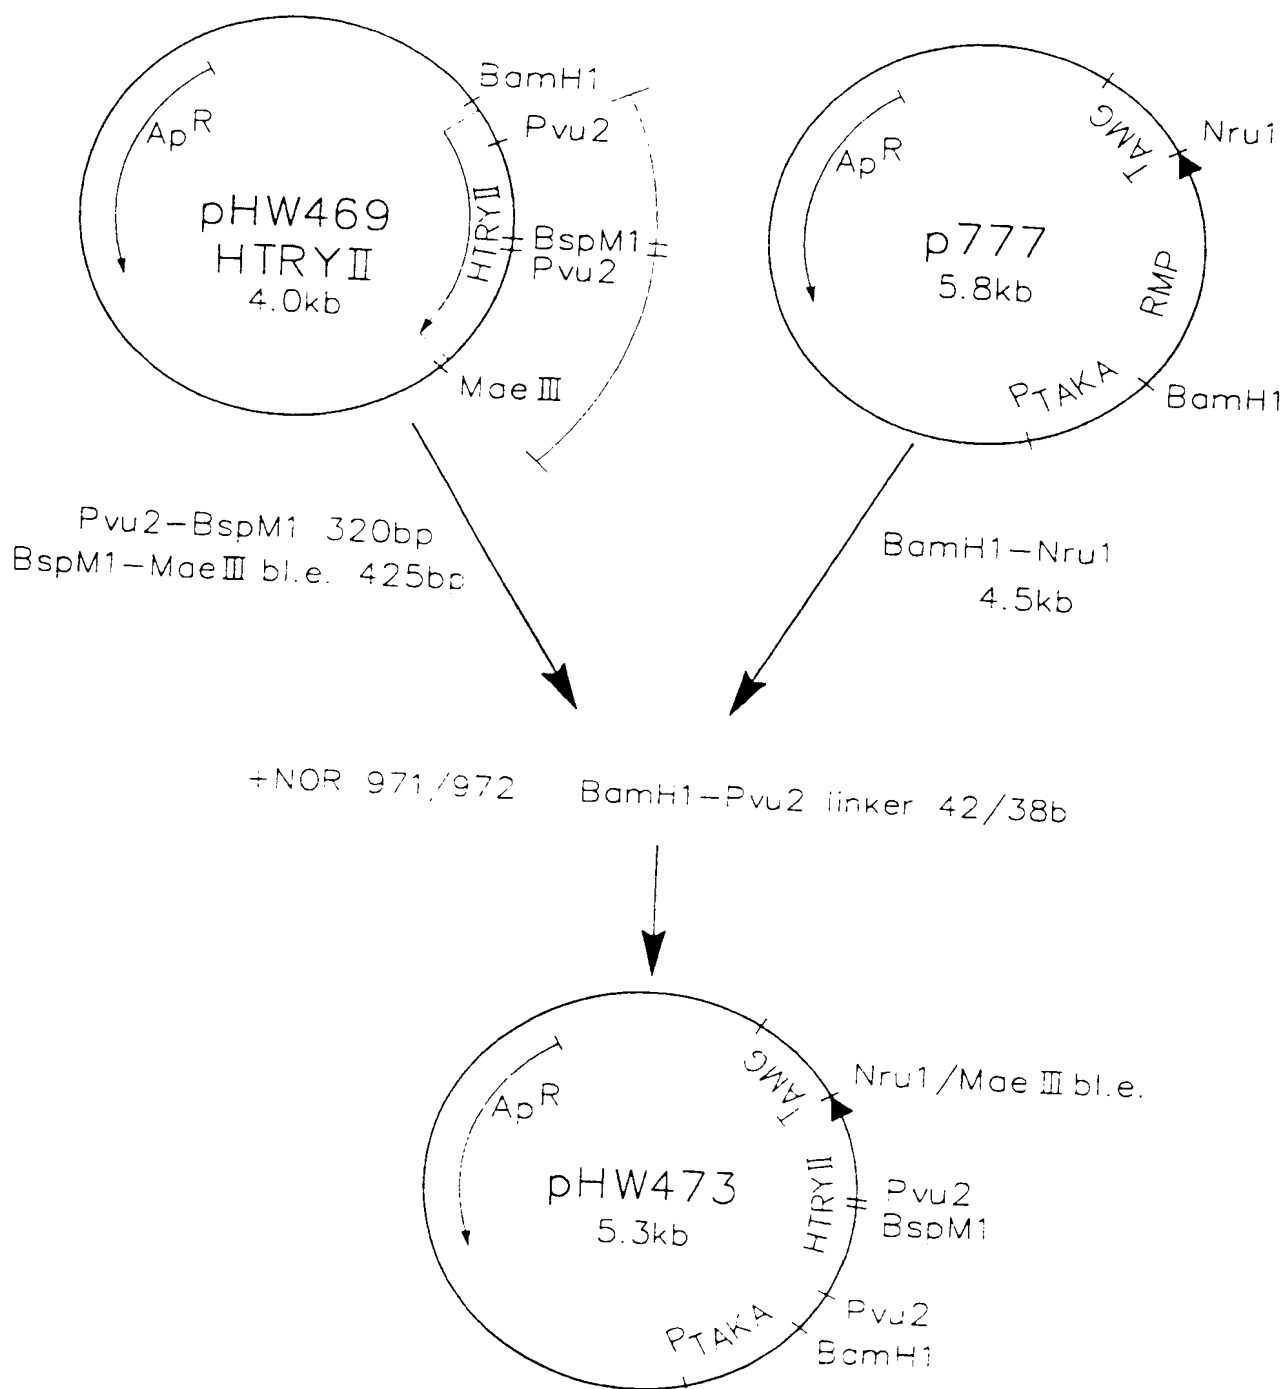 BamH1
Pvu2
ApR
HTRYII
pHW469
HTRYII
4.0kb
BspM1
Pvu2
MaeIII
TAMG
Nru1
ApR
p777
5.8kb
RMP
PTAKA
BamH1
Pvu2-BspM1 320bp
BspM1-MaeIII bl.e. 425bp
BamH1-Nru1
4.5kb
+NOR 971/972 BamH1-Pvu2 linker 42/38b
TAMG
Nru1/MaeIII bl.e.
ApR
pHW473
5.3kb
HTRYII
Pvu2
BspM1
PTAKA
Pvu2
BamH1